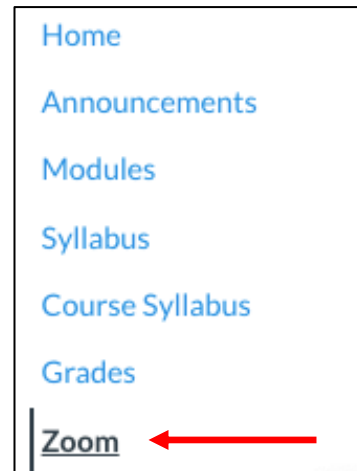 Home
Announcements
Modules
Syllabus
Course Syllabus
Grades
Zoom